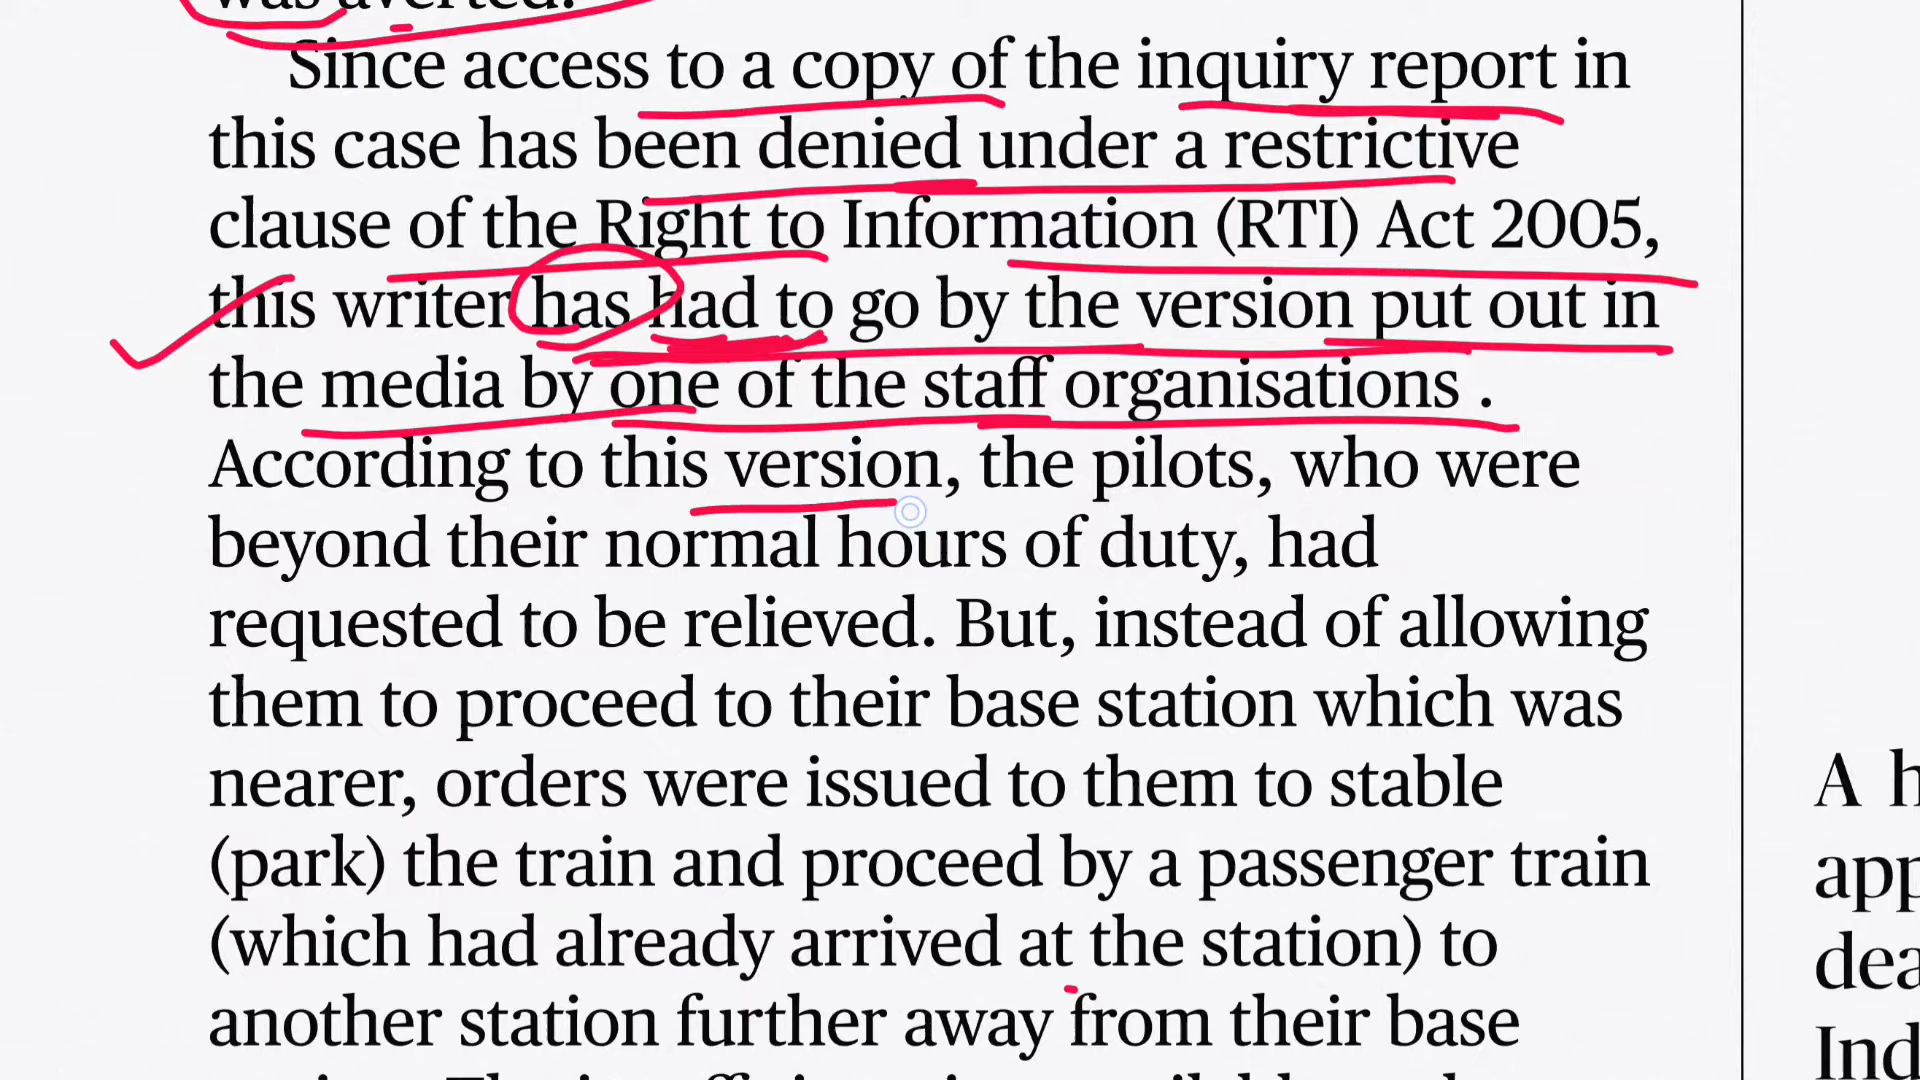 was averted.
Since access to a copy of the inquiry report in
this case has been denied under a restrictive
clause of the Right to Information (RTI) Act 2005,
this writer has had to go by the version put out in
the media by one of the staff organisations .
According to this version, the pilots, who were
beyond their normal hours of duty, had
requested to be relieved. But, instead of allowing
them to proceed to their base station which was
nearer, orders were issued to them to stable
(park) the train and proceed by a passenger train
(which had already arrived at the station) to
another station further away from their base
A h
app
dea
Ind